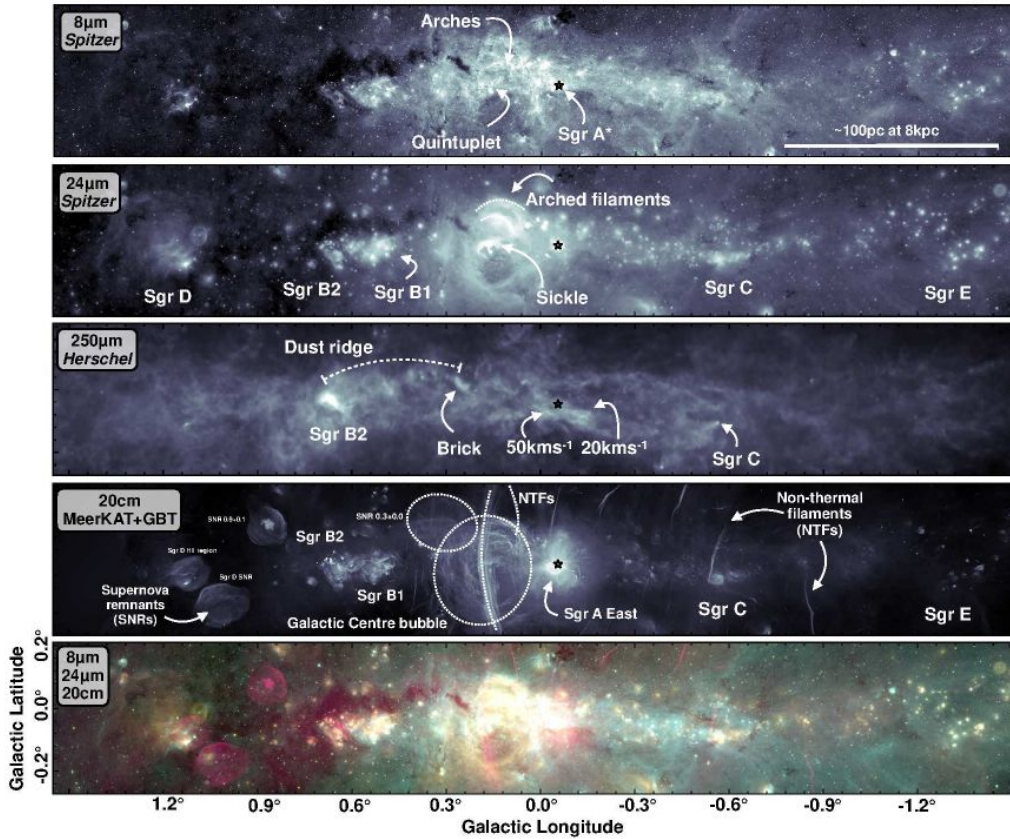 8μm
Spitzer
Arches
Quintuplet
Sgr A*
~100pc at 8kpc
24μm
Spitzer
Arched filaments
Sgr D
Sgr B2
Sgr B1
Sickle
Sgr C
Sgr E
250μm
Herschel
Dust ridge
Sgr B2
Brick
50kms⁻¹
20kms⁻¹
Sgr C
20cm
MeerKAT+GBT
SNR 0.9+0.1
Sgr B2
SNR 0.3+0.0
NTFs
Non-thermal
filaments
(NTFs)
Sgr D HII region
Sgr D SNR
Supernova
remnants
(SNRs)
Sgr B1
Galactic Centre bubble
Sgr A East
Sgr C
Sgr E
8μm
24μm
20cm
Galactic Latitude
0.2°
0.0°
-0.2°
1.2°
0.9°
0.6°
0.3°
0.0°
-0.3°
-0.6°
-0.9°
-1.2°
Galactic Longitude